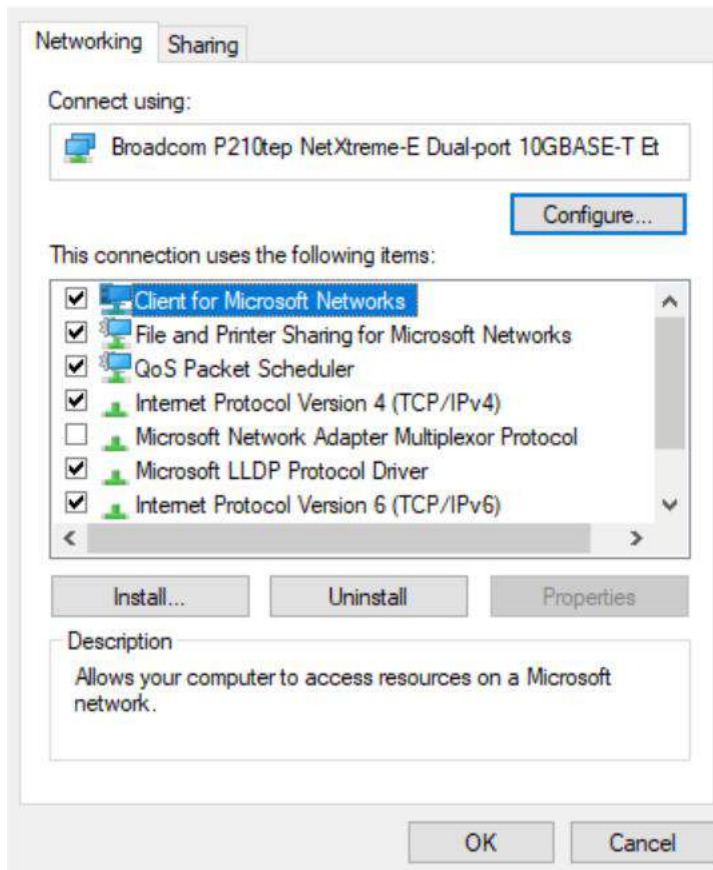 Networking
Sharing
Connect using:
Broadcom P210tep NetXtreme-E Dual-port 10GBASE-T Et
Configure...
This connection uses the following items:
Client for Microsoft Networks
File and Printer Sharing for Microsoft Networks
QoS Packet Scheduler
Internet Protocol Version 4 (TCP/IPv4)
Microsoft Network Adapter Multiplexor Protocol
Microsoft LLDP Protocol Driver
Internet Protocol Version 6 (TCP/IPv6)
Install...
Uninstall
Properties
Description
Allows your computer to access resources on a Microsoft
network.
OK
Cancel